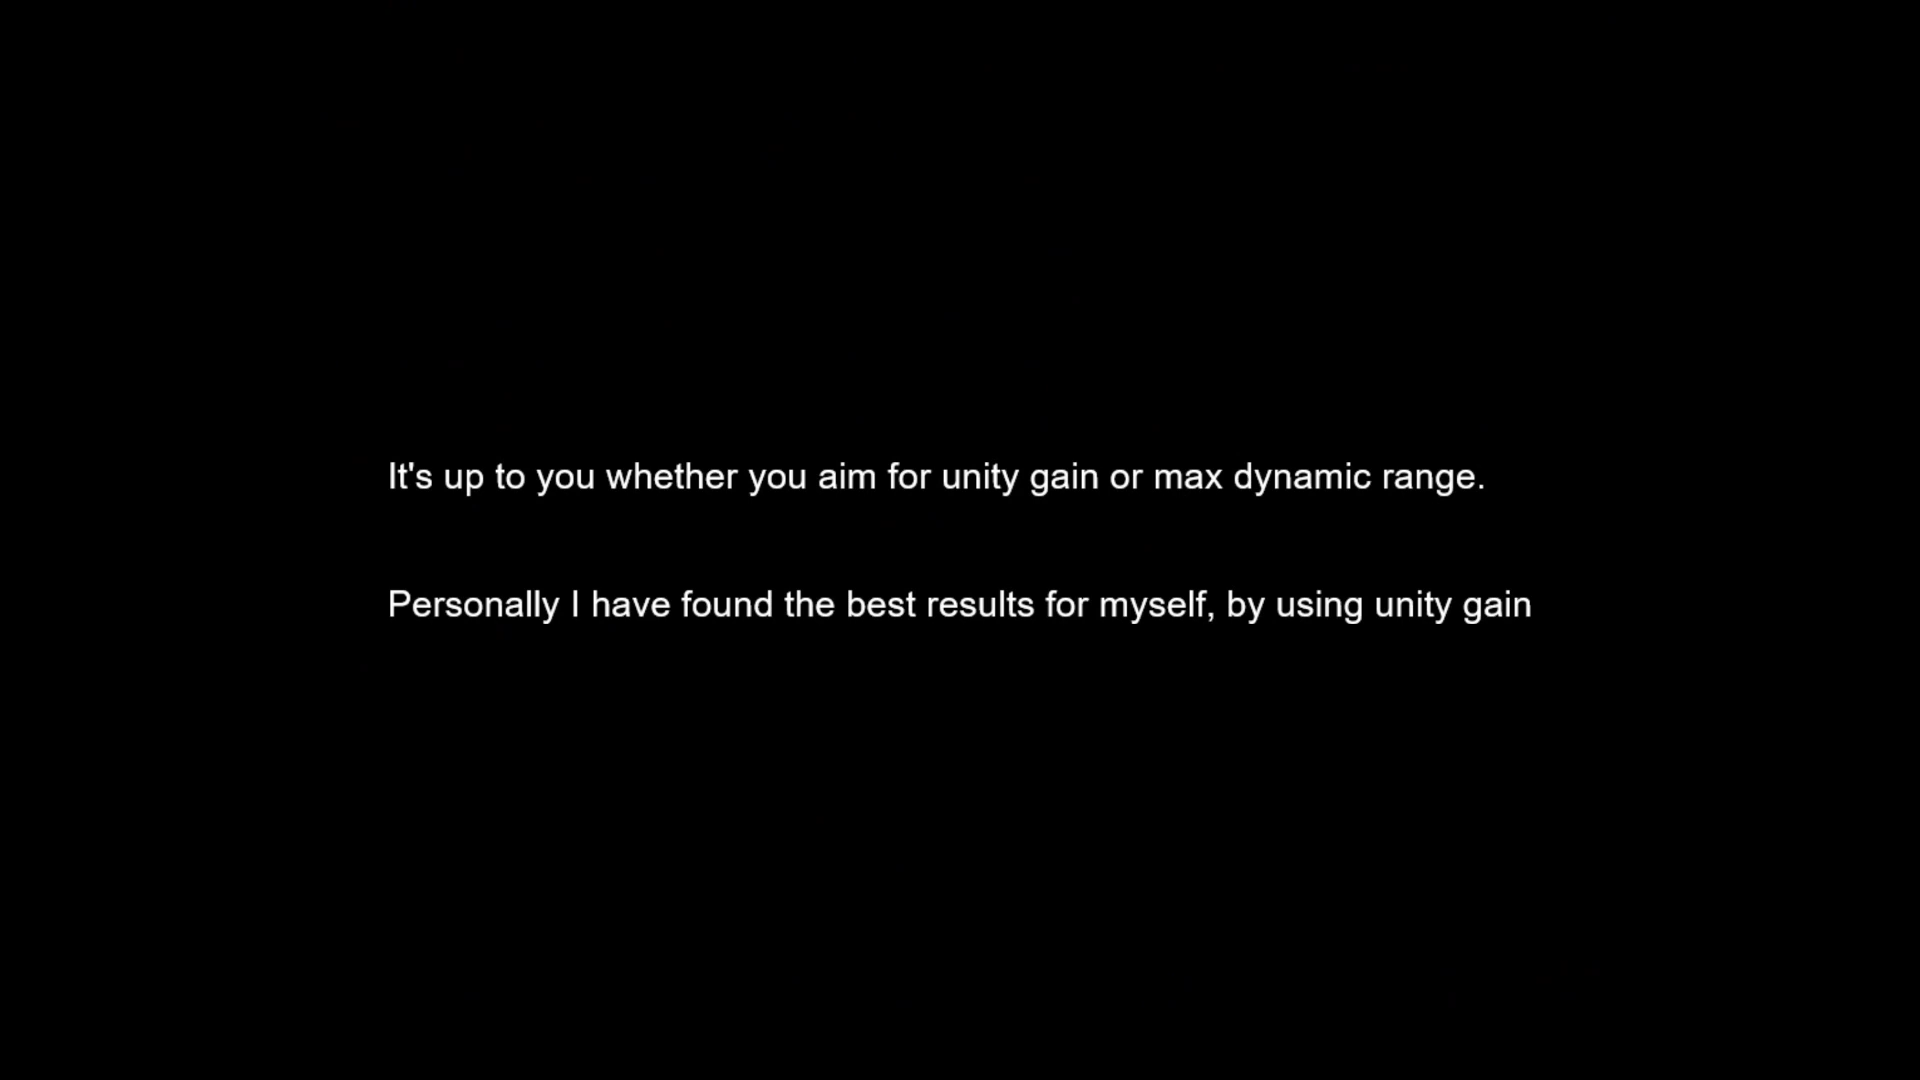 It's up to you whether you aim for unity gain or max dynamic range.
Personally I have found the best results for myself, by using unity gain